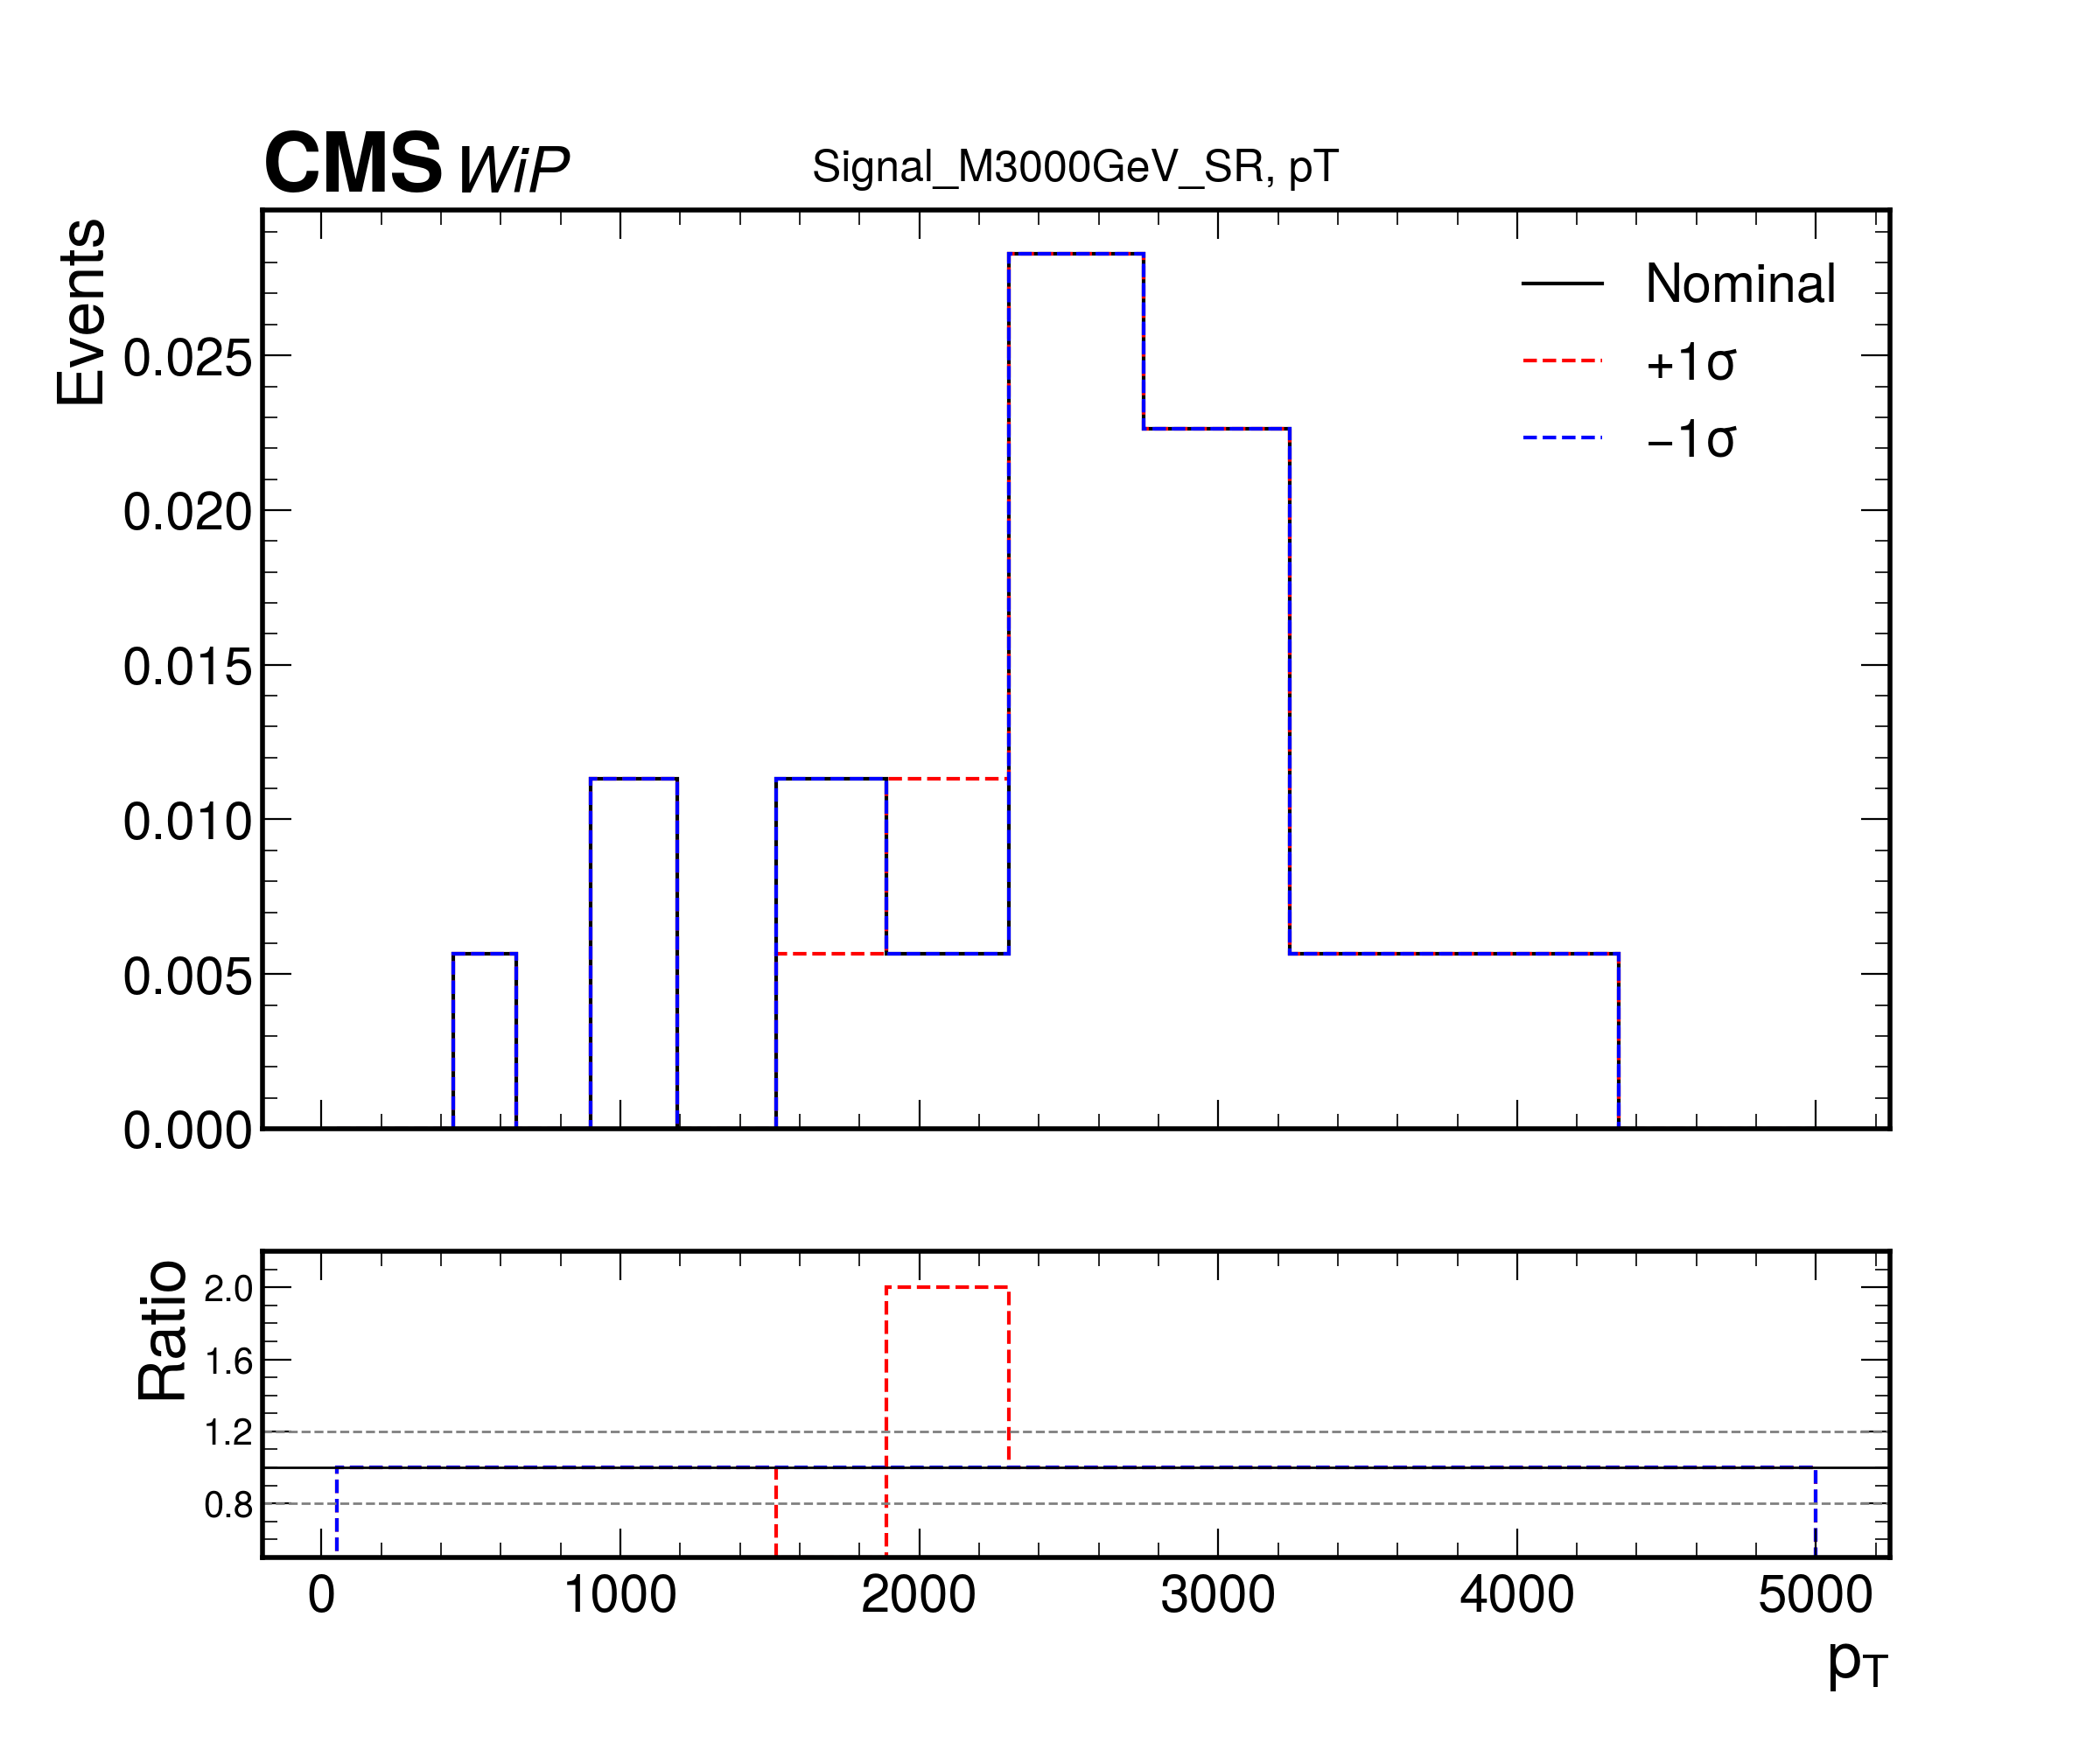 CMS WiP
Signal_M3000GeV_SR, pT
Events
0.025
0.020
0.015
0.010
0.005
0.000
Nominal
+1σ
−1σ
Ratio
2.0
1.6
1.2
0.8
0 1000 2000 3000 4000 5000
pT